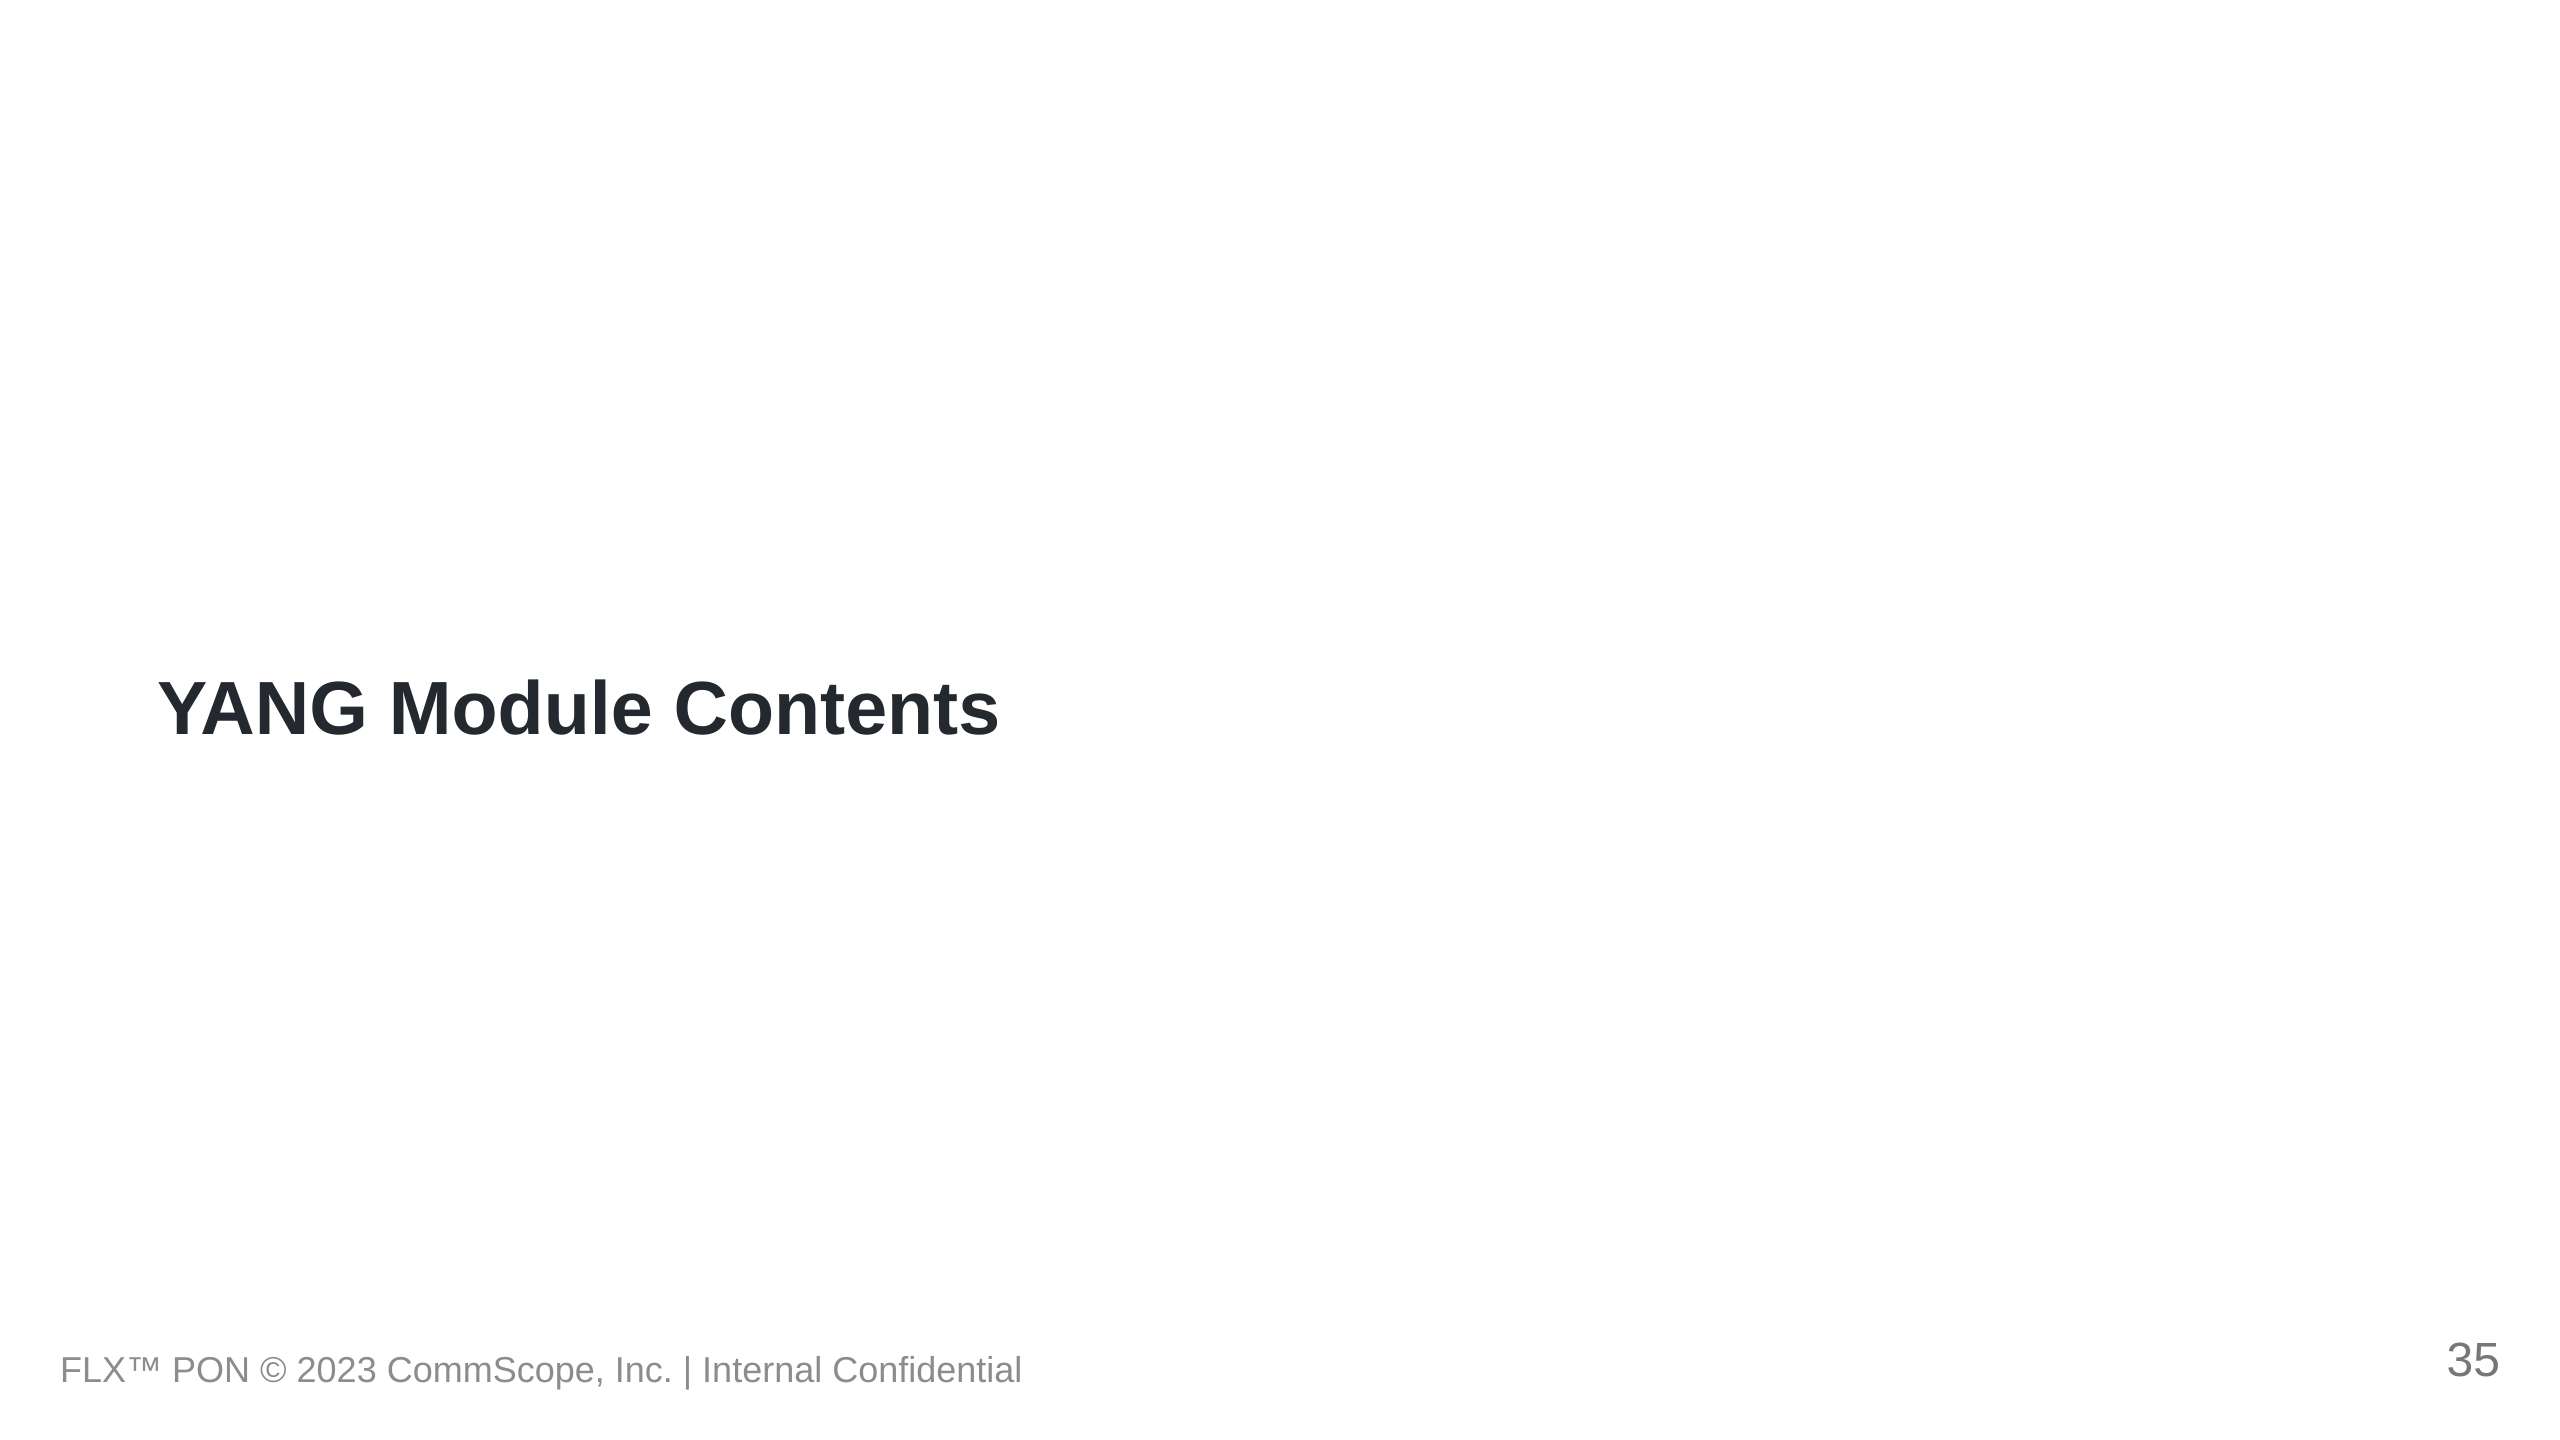 YANG Module Contents
FLX™ PON © 2023 CommScope, Inc. | Internal Confidential
35